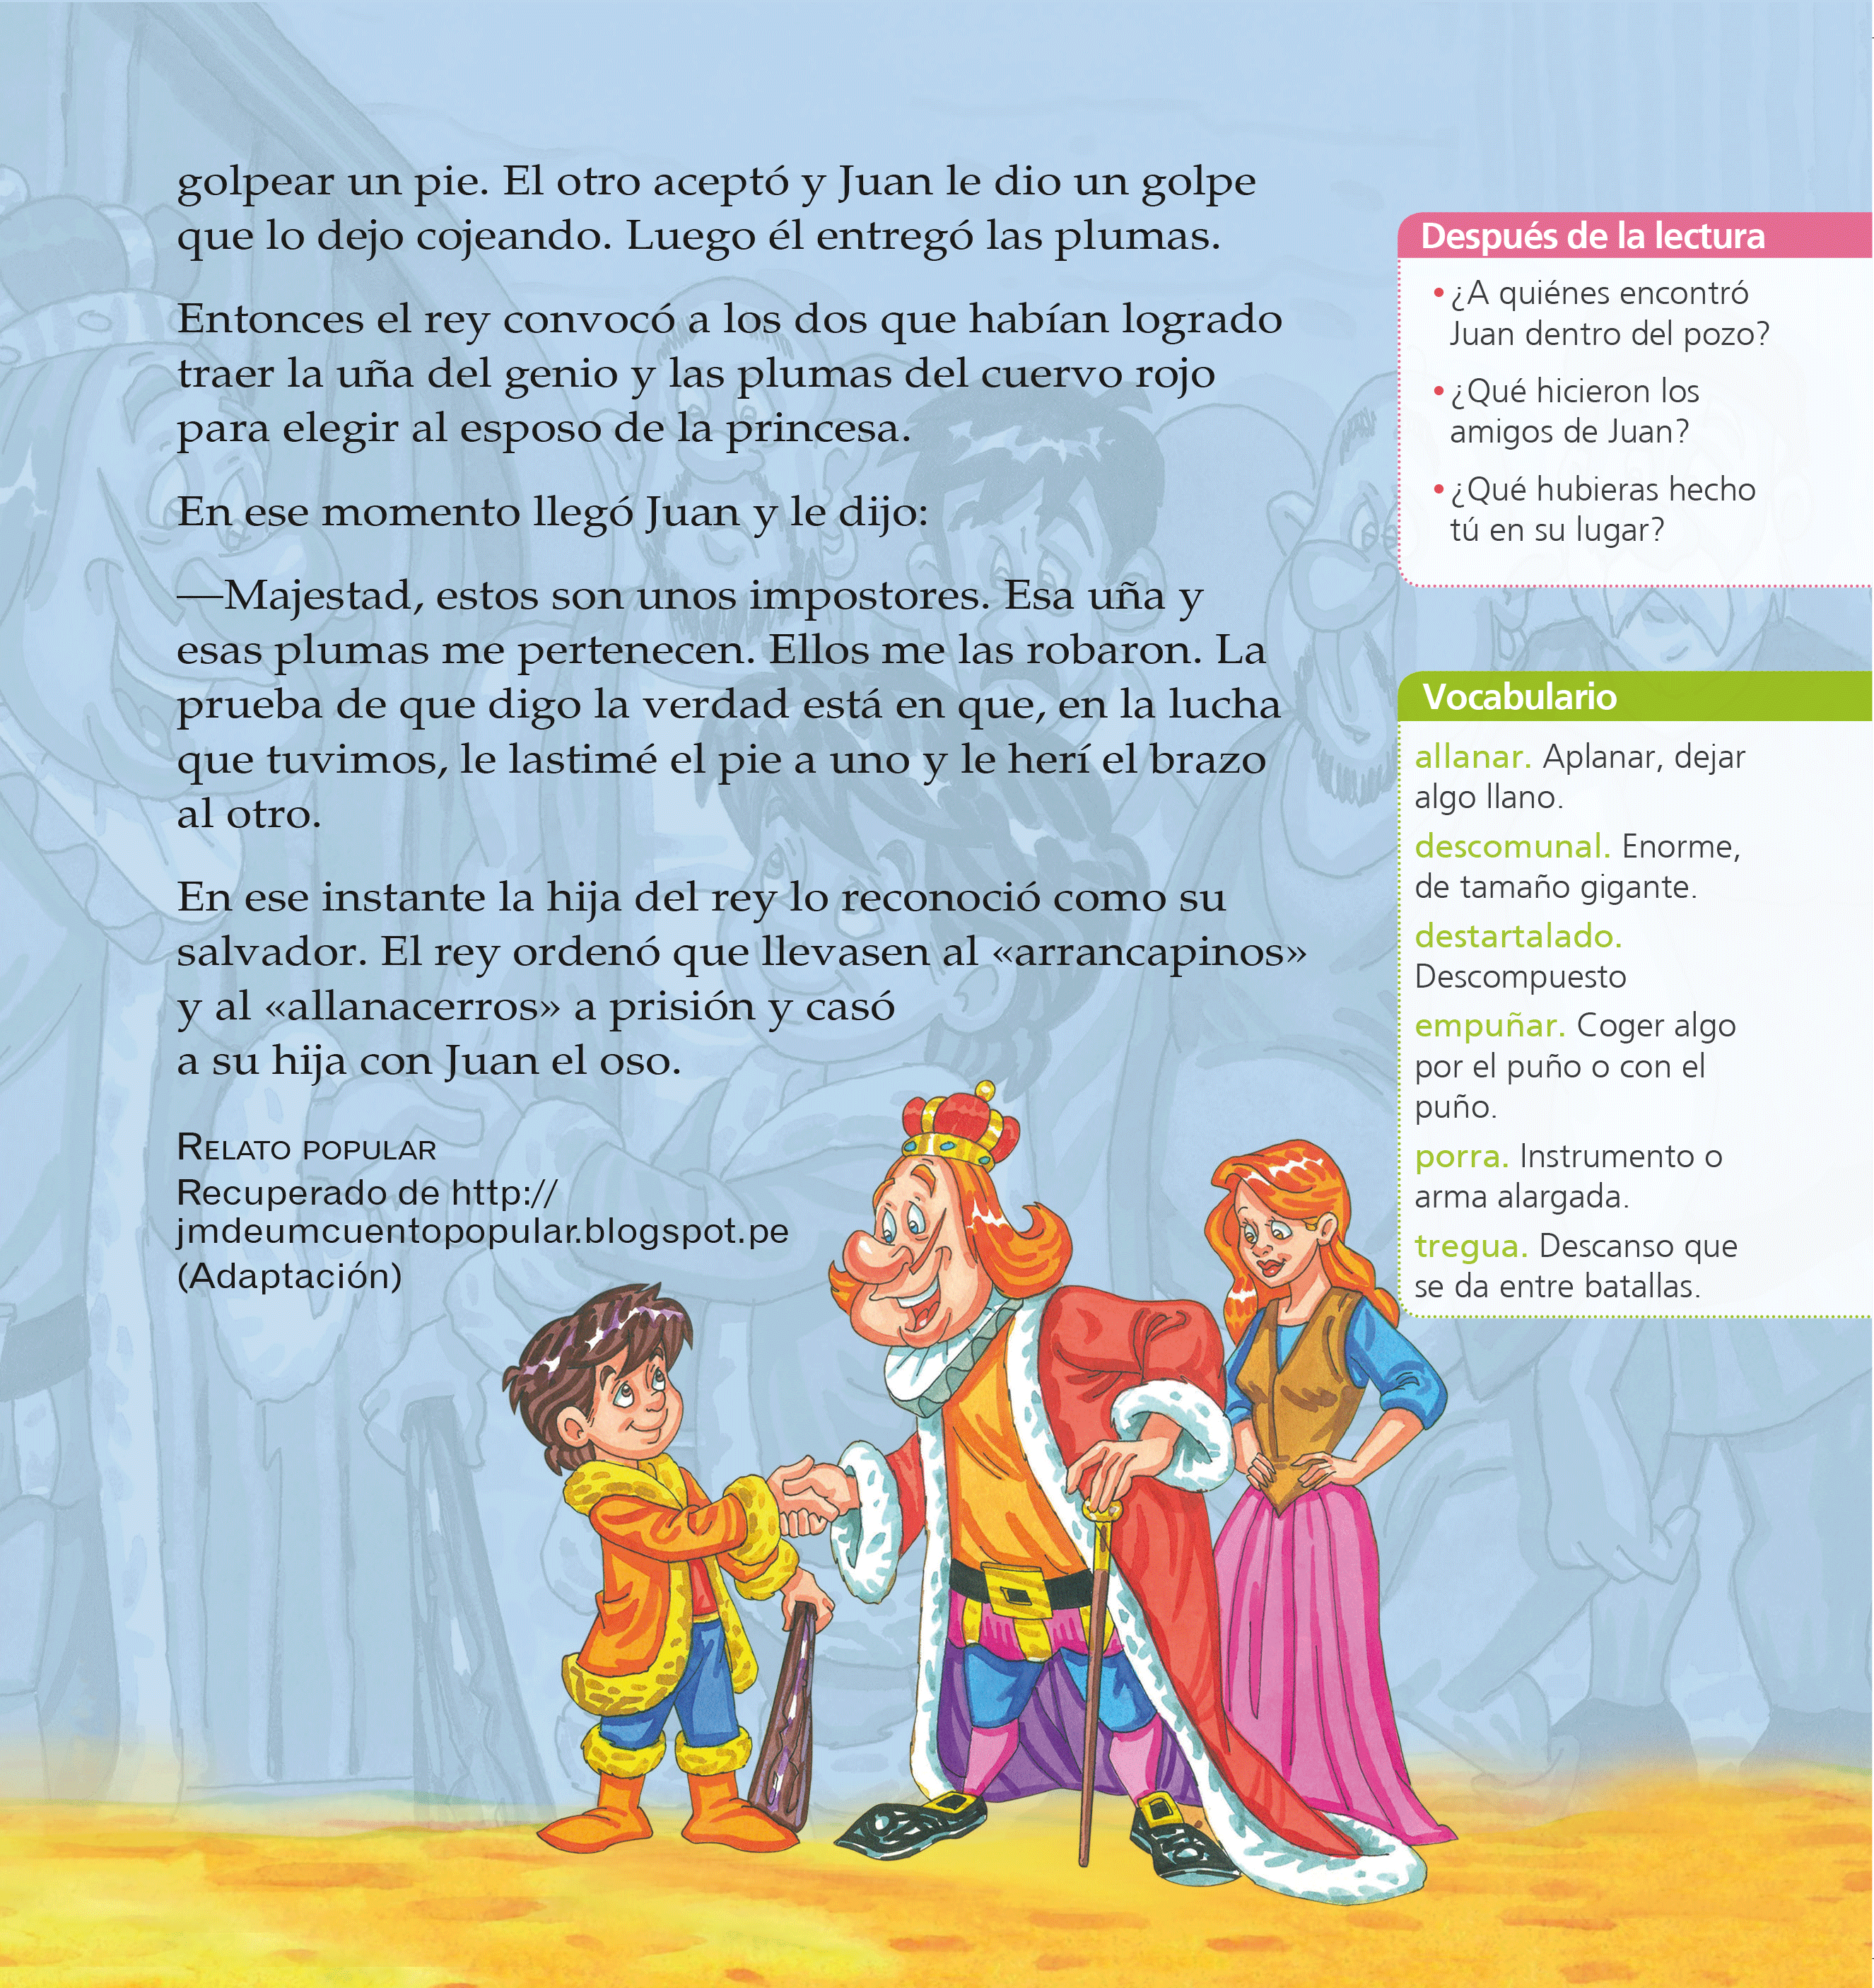 golpear un pie. El otro aceptó y Juan le dio un golpe
que lo dejo cojeando. Luego él entregó las plumas.
Entonces el rey convocó a los dos que habían logrado
traer la uña del genio y las plumas del cuervo rojo
para elegir al esposo de la princesa.
En ese momento llegó Juan y le dijo:
—Majestad, estos son unos impostores. Esa uña y
esas plumas me pertenecen. Ellos me las robaron. La
prueba de que digo la verdad está en que, en la lucha
que tuvimos, le lastimé el pie a uno y le herí el brazo
al otro.
En ese instante la hija del rey lo reconoció como su
salvador. El rey ordenó que llevasen al «arrancapinos»
y al «allanacerros» a prisión y casó
a su hija con Juan el oso.
RELATO POPULAR
Recuperado de http://
jmdeumcuentopopular.blogspot.pe
(Adaptación)
Después de la lectura
• ¿A quiénes encontró
Juan dentro del pozo?
• ¿Qué hicieron los
amigos de Juan?
• ¿Qué hubieras hecho
tú en su lugar?
Vocabulario
allanar. Aplanar, dejar
algo llano.
descomunal. Enorme,
de tamaño gigante.
destartalado.
Descompuesto
empuñar. Coger algo
por el puño o con el
puño.
porra. Instrumento o
arma alargada.
tregua. Descanso que
se da entre batallas.